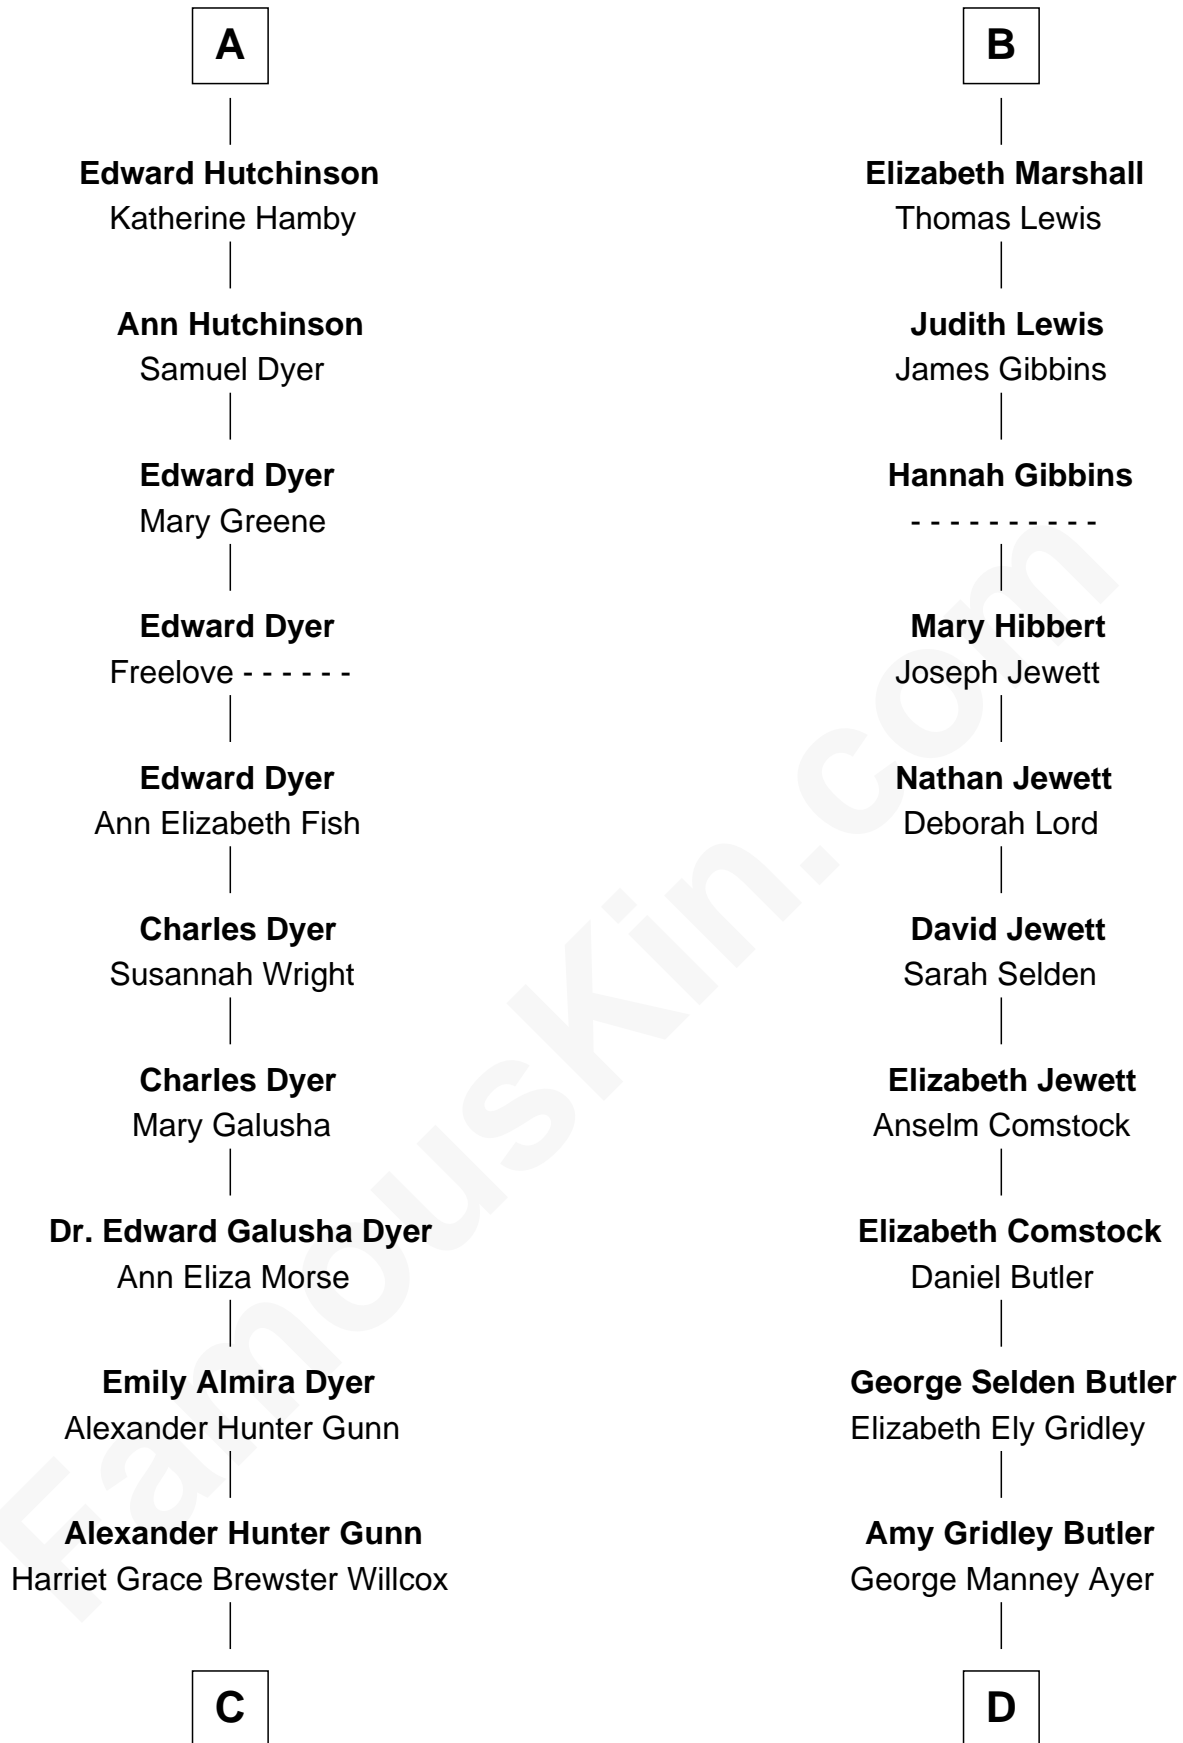 A
Edward Hutchinson
Katherine Hamby
Ann Hutchinson
Samuel Dyer
Edward Dyer
Mary Greene
Edward Dyer
Freelove - - - - - -
Edward Dyer
Ann Elizabeth Fish
Charles Dyer
Susannah Wright
Charles Dyer
Mary Galusha
Dr. Edward Galusha Dyer
Ann Eliza Morse
Emily Almira Dyer
Alexander Hunter Gunn
Alexander Hunter Gunn
Harriet Grace Brewster Willcox
C
B
Elizabeth Marshall
Thomas Lewis
Judith Lewis
James Gibbins
Hannah Gibbins
- - - - - - - - - -
Mary Hibbert
Joseph Jewett
Nathan Jewett
Deborah Lord
David Jewett
Sarah Selden
Elizabeth Jewett
Anselm Comstock
Elizabeth Comstock
Daniel Butler
George Selden Butler
Elizabeth Ely Gridley
Amy Gridley Butler
George Manney Ayer
D
FamousKin.com